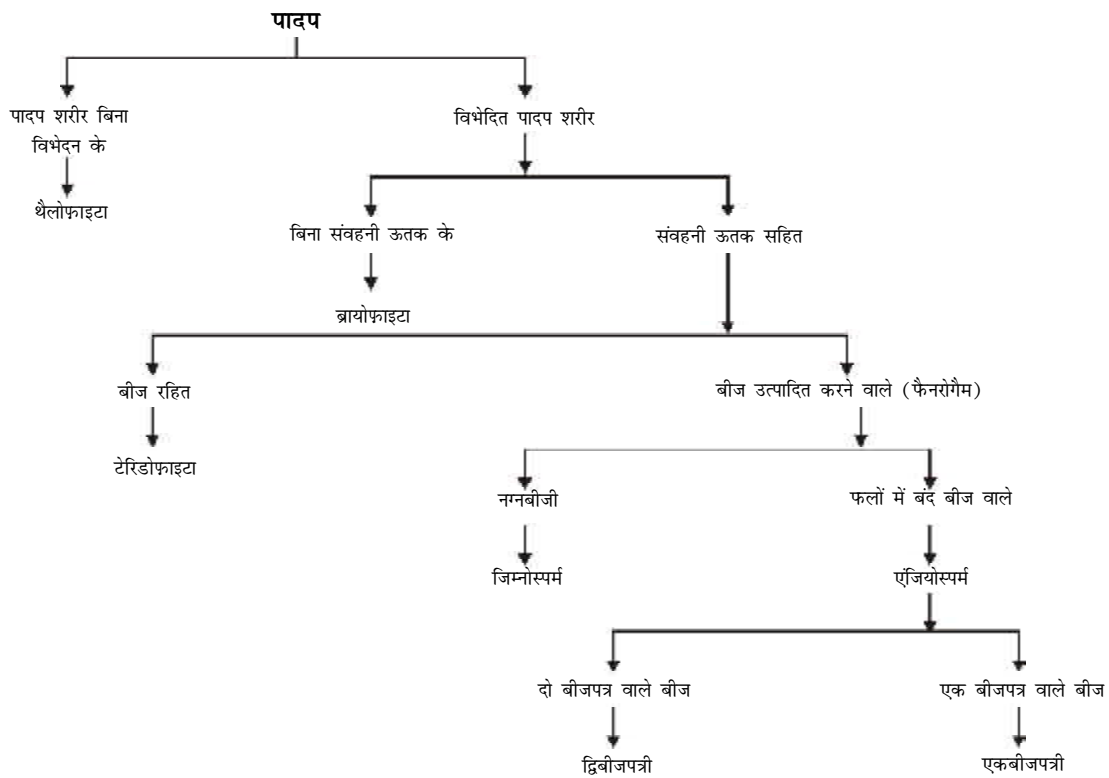 पादप
पादप शरीर बिना
विभेदन के
विभेदित पादप शरीर
थैलोफ़ाइटा
बिना संवहनी ऊतक के
संवहनी ऊतक सहित
ब्रायोफ़ाइटा
बीज रहित
बीज उत्पादित करने वाले (फैनरोगैम)
टेरिडोफ़ाइटा
नग्नबीजी
फलों में बंद बीज वाले
जिम्नोस्पर्म
एंजियोस्पर्म
दो बीजपत्र वाले बीज
एक बीजपत्र वाले बीज
द्विबीजपत्री
एकबीजपत्री